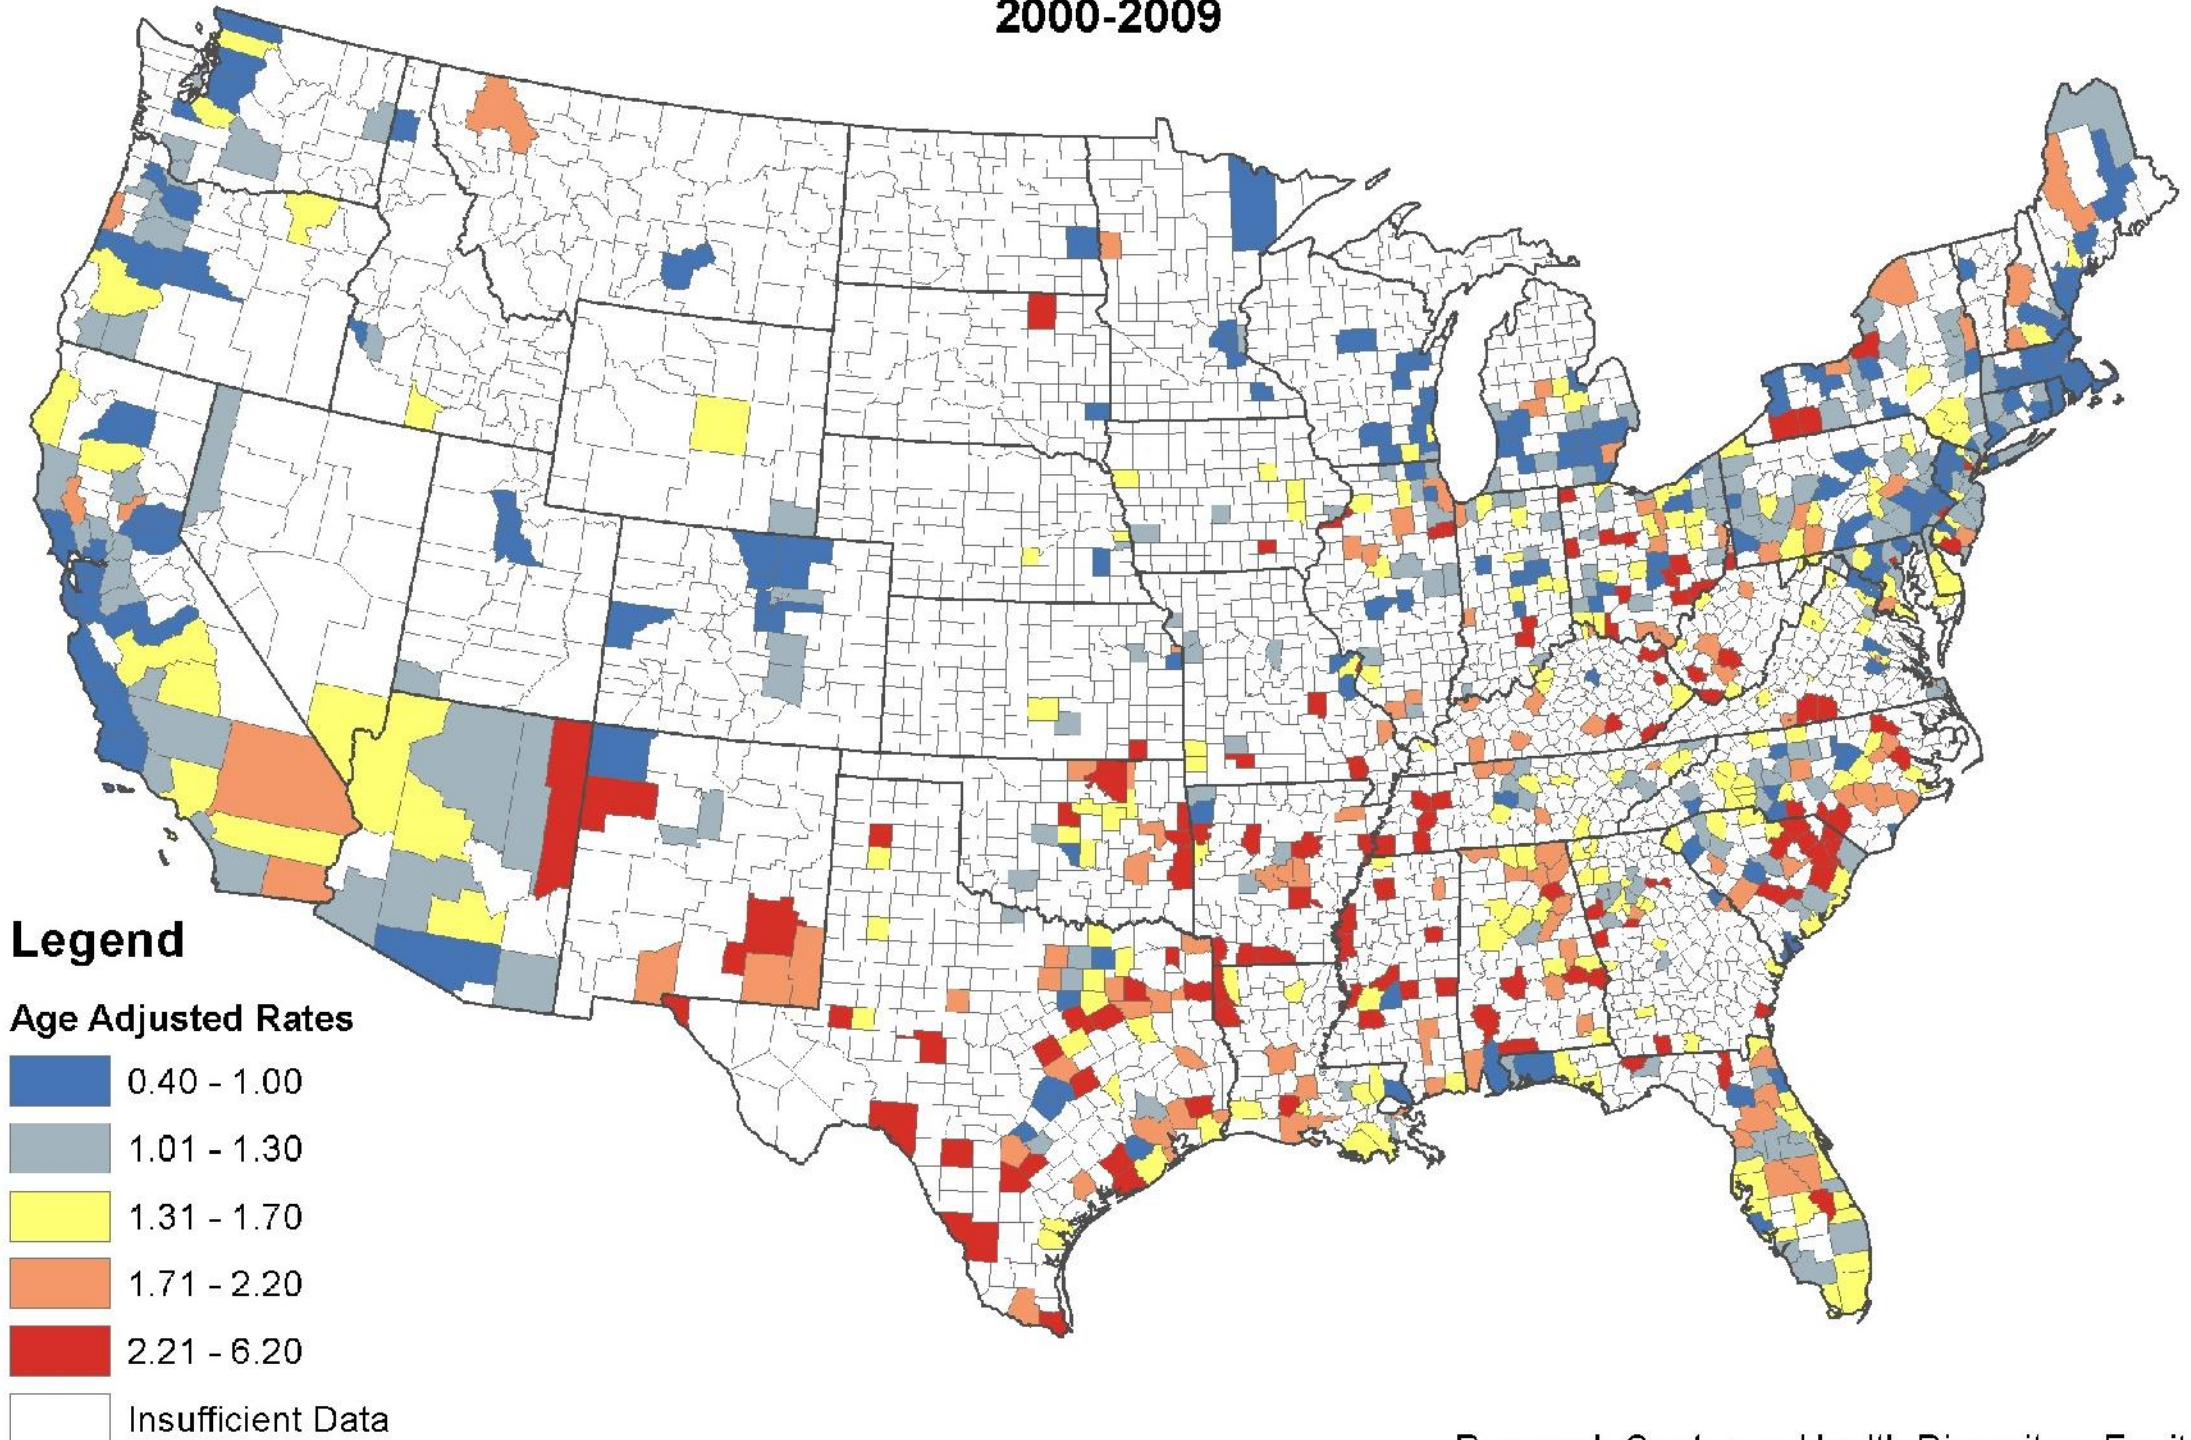 2000-2009
Legend
Age Adjusted Rates
0.40 - 1.00
1.01 - 1.30
1.31 - 1.70
1.71 - 2.20
2.21 - 6.20
Insufficient Data